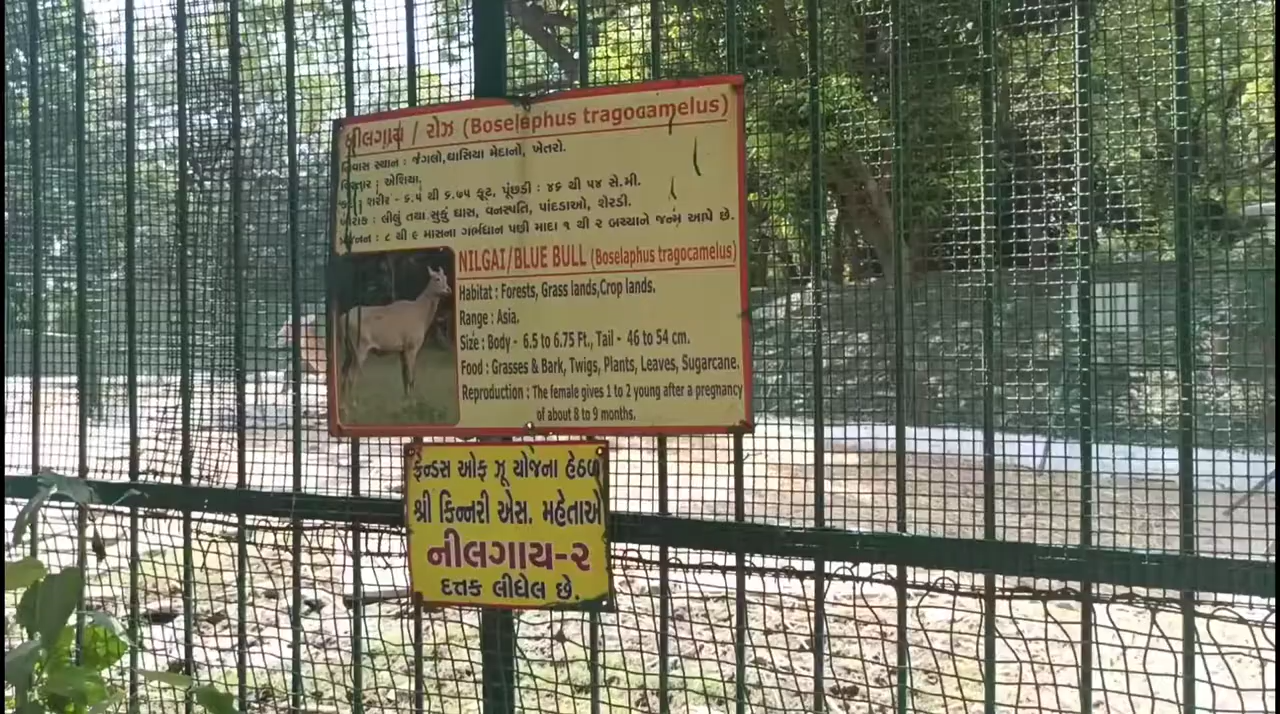 નીલગાય / રોઝ (Boselaphus tragocamelus)
નિવાસ સ્થાન : જંગલો,ઘાસિયા મેદાનો, ખેતરો.
વિસ્તાર : એશિયા.
કદ : શરીર - ૬.૫ થી ૬.૭૫ ફૂટ, પૂંછડી : ૪૬ થી ૫૪ સે.મી.
ખોરાક : લીલું તથા સુકું ઘાસ, વનસ્પતિ, પાંદડાઓ, શેરડી.
પ્રજનન : ૮ થી ૯ માસના ગર્ભધાન પછી માદા ૧ થી ૨ બચ્ચાને જન્મ આપે છે.
NILGAI/BLUE BULL (Boselaphus tragocamelus)
Habitat : Forests, Grass lands,Crop lands.
Range : Asia.
Size : Body - 6.5 to 6.75 Ft., Tail - 46 to 54 cm.
Food : Grasses & Bark, Twigs, Plants, Leaves, Sugarcane.
Reproduction : The female gives 1 to 2 young after a pregnancy
of about 8 to 9 months.
ફ્રેન્ડસ ઓફ ઝૂ યોજના હેઠળ
શ્રી કિન્નરી એસ. મહેતાએ
નીલગાય-૨
દત્તક લીધેલ છે.